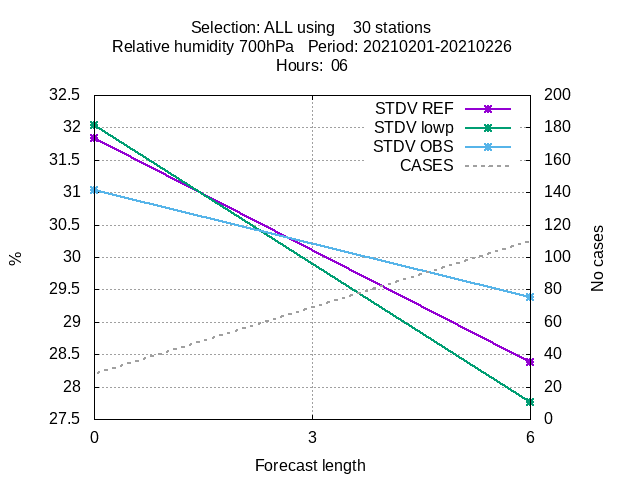 Selection: ALL using    30 stations
Relative humidity 700hPa   Period: 20210201-20210226
Hours:  06
STDV REF
STDV lowp
STDV OBS
CASES
32.5
32
31.5
31
30.5
30
29.5
29
28.5
28
27.5
%
200
180
160
140
120
100
80
60
40
20
0
No cases
0 3 6
Forecast length